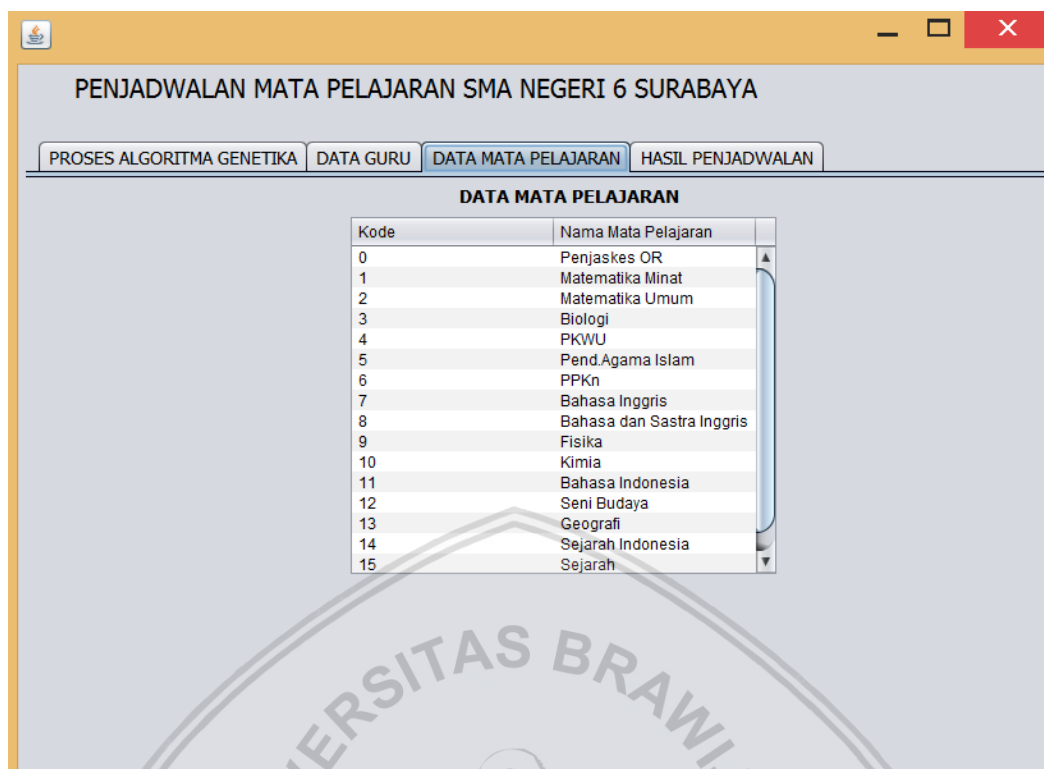 PENJADWALAN MATA PELAJARAN SMA NEGERI 6 SURABAYA
PROSES ALGORITMA GENETIKA DATA GURU DATA MATA PELAJARAN HASIL PENJADWALAN
DATA MATA PELAJARAN
Kode Nama Mata Pelajaran
0 Penjaskes OR
1 Matematika Minat
2 Matematika Umum
3 Biologi
4 PKWU
5 Pend.Agama Islam
6 PPKn
7 Bahasa Inggris
8 Bahasa dan Sastra Inggris
9 Fisika
10 Kimia
11 Bahasa Indonesia
12 Seni Budaya
13 Geografi
14 Sejarah Indonesia
15 Sejarah
ERSITAS BRAWI